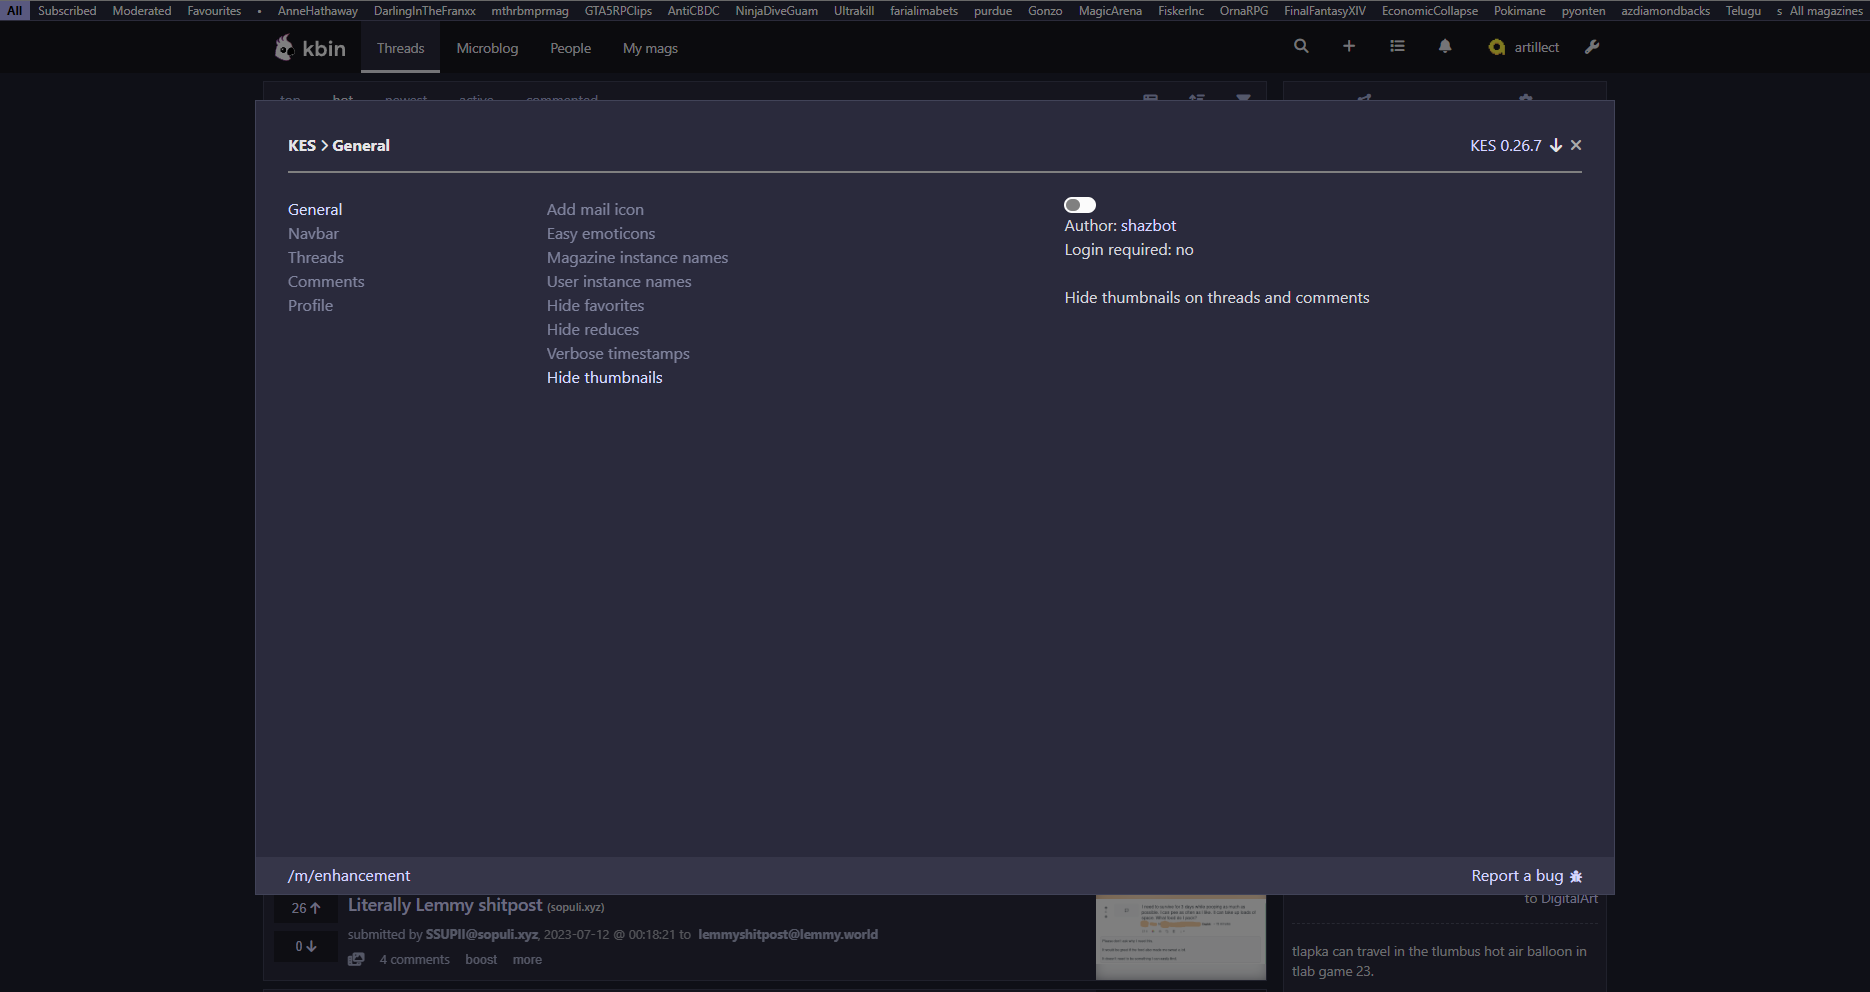 All Subscribed Moderated Favourites • AnneHathaway DarlingInTheFranxx mthrbmprmag GTA5RPClips AntiCBDC NinjaDiveGuam Ultrakill farialimabets purdue Gonzo MagicArena FiskerInc OrnaRPG FinalFantasyXIV EconomicCollapse Pokimane pyonten azdiamondbacks Telugu s All magazines
kbin Threads Microblog People My mags artillect
top hot newest active commented
KES > General
KES 0.26.7
General
Navbar
Threads
Comments
Profile
Add mail icon
Easy emoticons
Magazine instance names
User instance names
Hide favorites
Hide reduces
Verbose timestamps
Hide thumbnails
Author: shazbot
Login required: no
Hide thumbnails on threads and comments
/m/enhancement
Report a bug
26
Literally Lemmy shitpost (sopuli.xyz)
submitted by SSUPII@sopuli.xyz, 2023-07-12 @ 00:18:21 to lemmyshitpost@lemmy.world
0
4 comments boost more
to DigitalArt
tlapka can travel in the tlumbus hot air balloon in
tlab game 23.